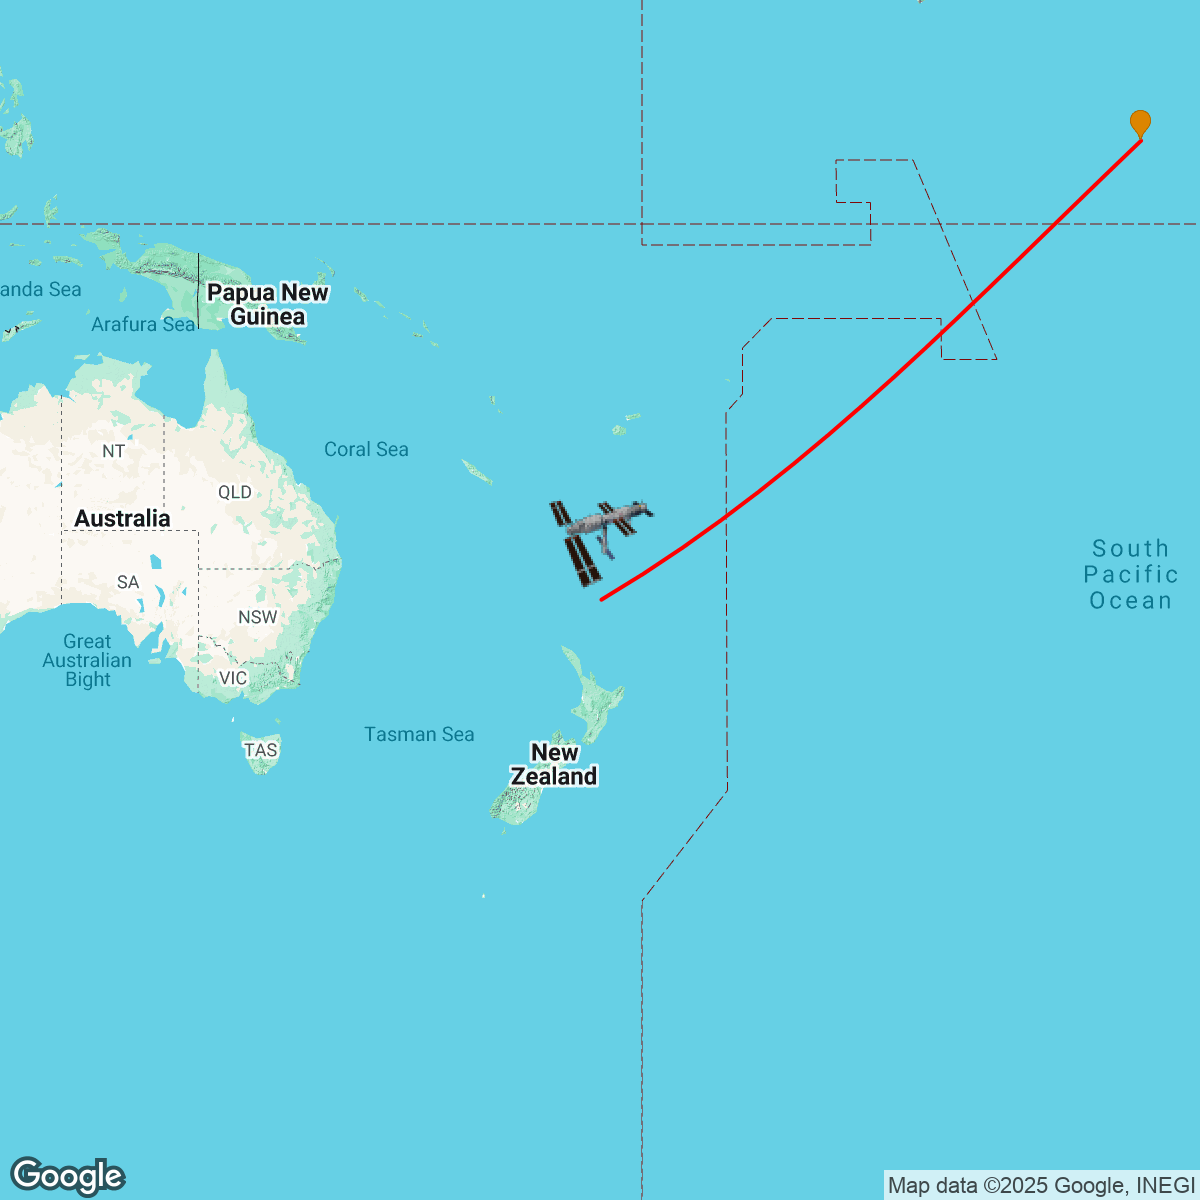 anda Sea
Papua New
Guinea
Arafura Sea
NT
Coral Sea
QLD
Australia
South
Pacific
Ocean
SA
NSW
Great
Australian
Bight
VIC
Tasman Sea
TAS
New
Zealand
Google
Map data ©2025 Google, INEGI